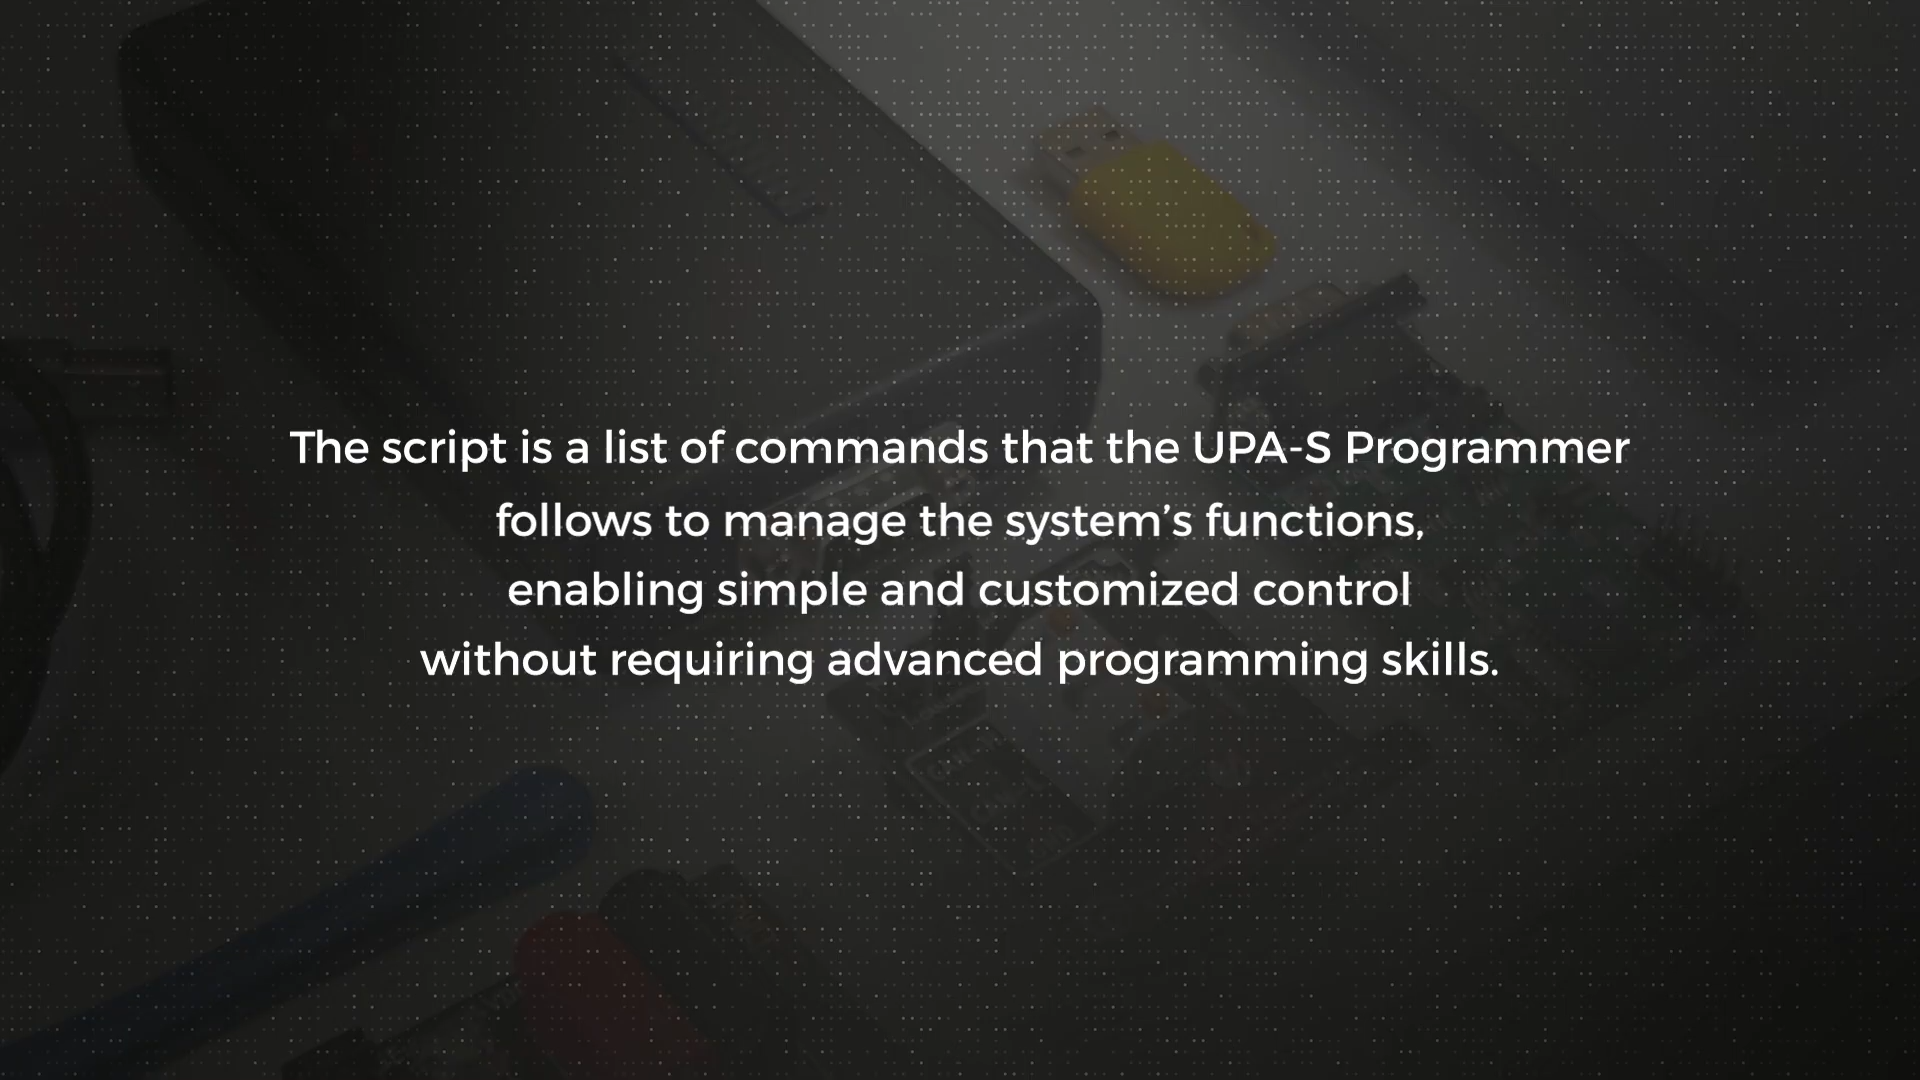 The script is a list of commands that the UPA-S Programmer
follows to manage the system’s functions,
enabling simple and customized control
without requiring advanced programming skills.